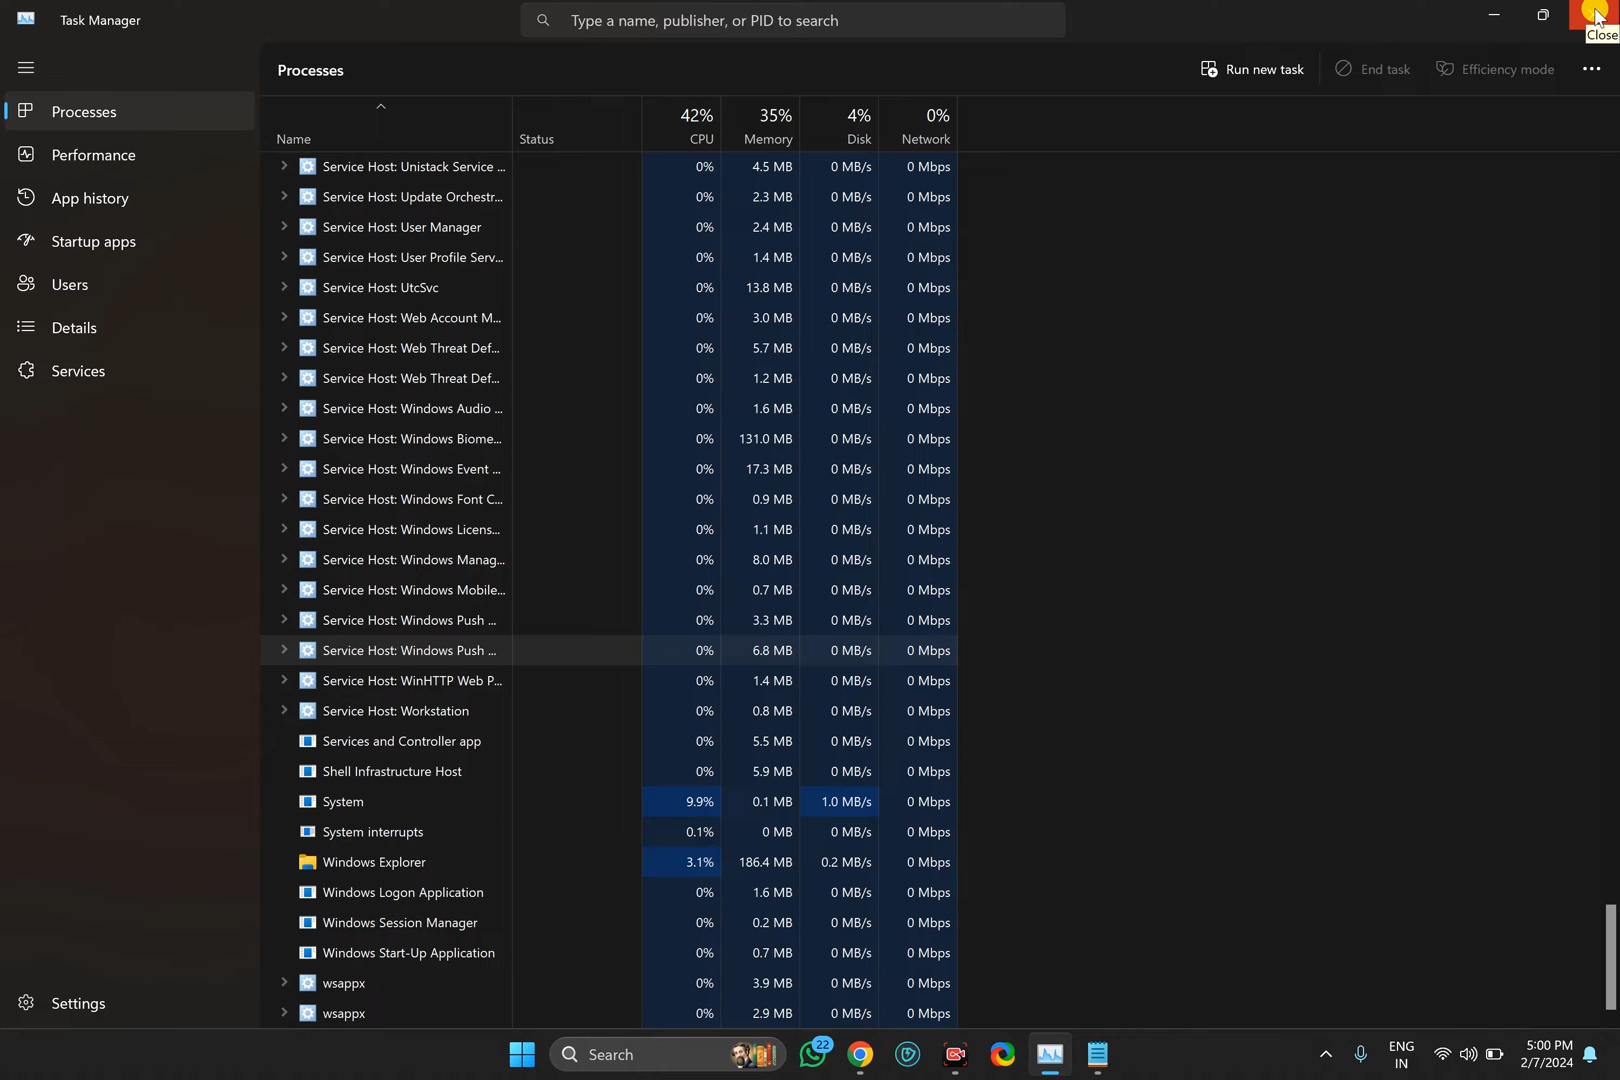 Task Manager
Type a name, publisher, or PID to search
Close
Processes
Run new task
End task
Efficiency mode
Processes
Performance
App history
Startup apps
Users
Details
Services
Settings
42% 35% 4% 0%
Name Status CPU Memory Disk Network
Service Host: Unistack Service ... 0% 4.5 MB 0 MB/s 0 Mbps
Service Host: Update Orchestr... 0% 2.3 MB 0 MB/s 0 Mbps
Service Host: User Manager 0% 2.4 MB 0 MB/s 0 Mbps
Service Host: User Profile Serv... 0% 1.4 MB 0 MB/s 0 Mbps
Service Host: UtcSvc 0% 13.8 MB 0 MB/s 0 Mbps
Service Host: Web Account M... 0% 3.0 MB 0 MB/s 0 Mbps
Service Host: Web Threat Def... 0% 5.7 MB 0 MB/s 0 Mbps
Service Host: Web Threat Def... 0% 1.2 MB 0 MB/s 0 Mbps
Service Host: Windows Audio ... 0% 1.6 MB 0 MB/s 0 Mbps
Service Host: Windows Biome... 0% 131.0 MB 0 MB/s 0 Mbps
Service Host: Windows Event ... 0% 17.3 MB 0 MB/s 0 Mbps
Service Host: Windows Font C... 0% 0.9 MB 0 MB/s 0 Mbps
Service Host: Windows Licens... 0% 1.1 MB 0 MB/s 0 Mbps
Service Host: Windows Manag... 0% 8.0 MB 0 MB/s 0 Mbps
Service Host: Windows Mobile... 0% 0.7 MB 0 MB/s 0 Mbps
Service Host: Windows Push ... 0% 3.3 MB 0 MB/s 0 Mbps
Service Host: Windows Push ... 0% 6.8 MB 0 MB/s 0 Mbps
Service Host: WinHTTP Web P... 0% 1.4 MB 0 MB/s 0 Mbps
Service Host: Workstation 0% 0.8 MB 0 MB/s 0 Mbps
Services and Controller app 0% 5.5 MB 0 MB/s 0 Mbps
Shell Infrastructure Host 0% 5.9 MB 0 MB/s 0 Mbps
System 9.9% 0.1 MB 1.0 MB/s 0 Mbps
System interrupts 0.1% 0 MB 0 MB/s 0 Mbps
Windows Explorer 3.1% 186.4 MB 0.2 MB/s 0 Mbps
Windows Logon Application 0% 1.6 MB 0 MB/s 0 Mbps
Windows Session Manager 0% 0.2 MB 0 MB/s 0 Mbps
Windows Start-Up Application 0% 0.7 MB 0 MB/s 0 Mbps
wsappx 0% 3.9 MB 0 MB/s 0 Mbps
wsappx 0% 2.9 MB 0 MB/s 0 Mbps
Search
22
ENG
IN
5:00 PM
2/7/2024